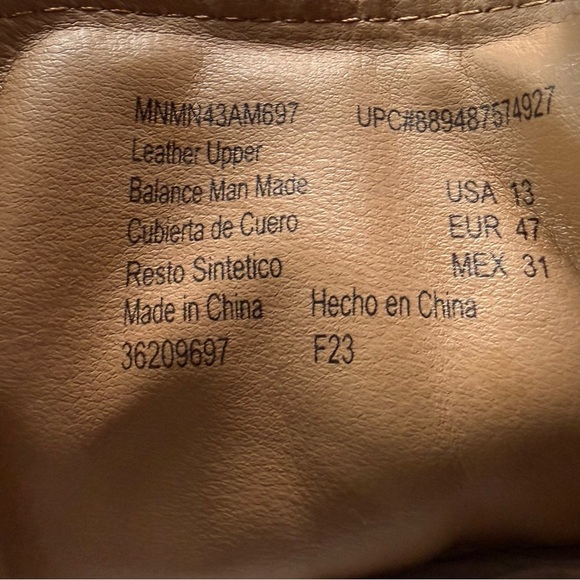 MNMN43AM697 UPC#889487574927
Leather Upper
Balance Man Made USA 13
Cubierta de Cuero EUR 47
Resto Sintetico MEX 31
Made in China Hecho en China
36209697 F23